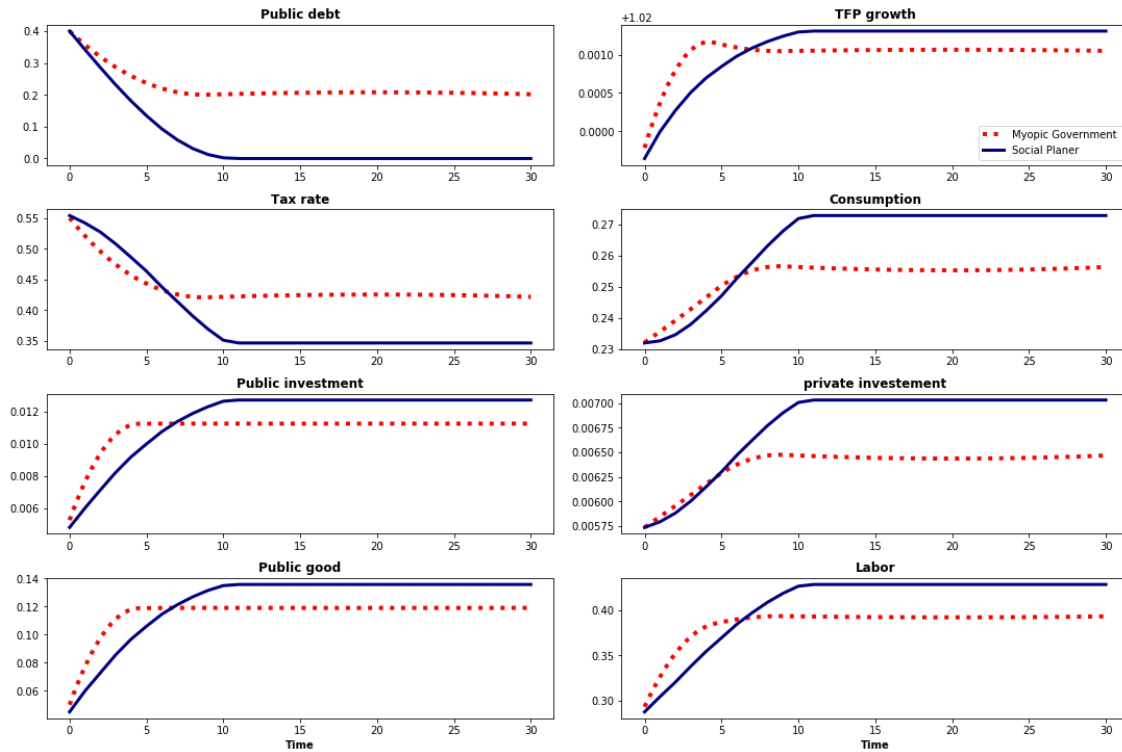 Public debt
0.4
0.3
0.2
0.1
0.0
0 5 10 15 20 25 30
TFP growth
+1.02
0.0010
0.0005
0.0000
Myopic Government
Social Planer
0 5 10 15 20 25 30
Tax rate
0.55
0.50
0.45
0.40
0.35
0 5 10 15 20 25 30
Consumption
0.27
0.26
0.25
0.24
0.23
0 5 10 15 20 25 30
Public investment
0.012
0.010
0.008
0.006
0 5 10 15 20 25 30
private investement
0.00700
0.00675
0.00650
0.00625
0.00600
0.00575
0 5 10 15 20 25 30
Public good
0.14
0.12
0.10
0.08
0.06
0 5 10 15 20 25 30
Time
Labor
0.40
0.35
0.30
0 5 10 15 20 25 30
Time